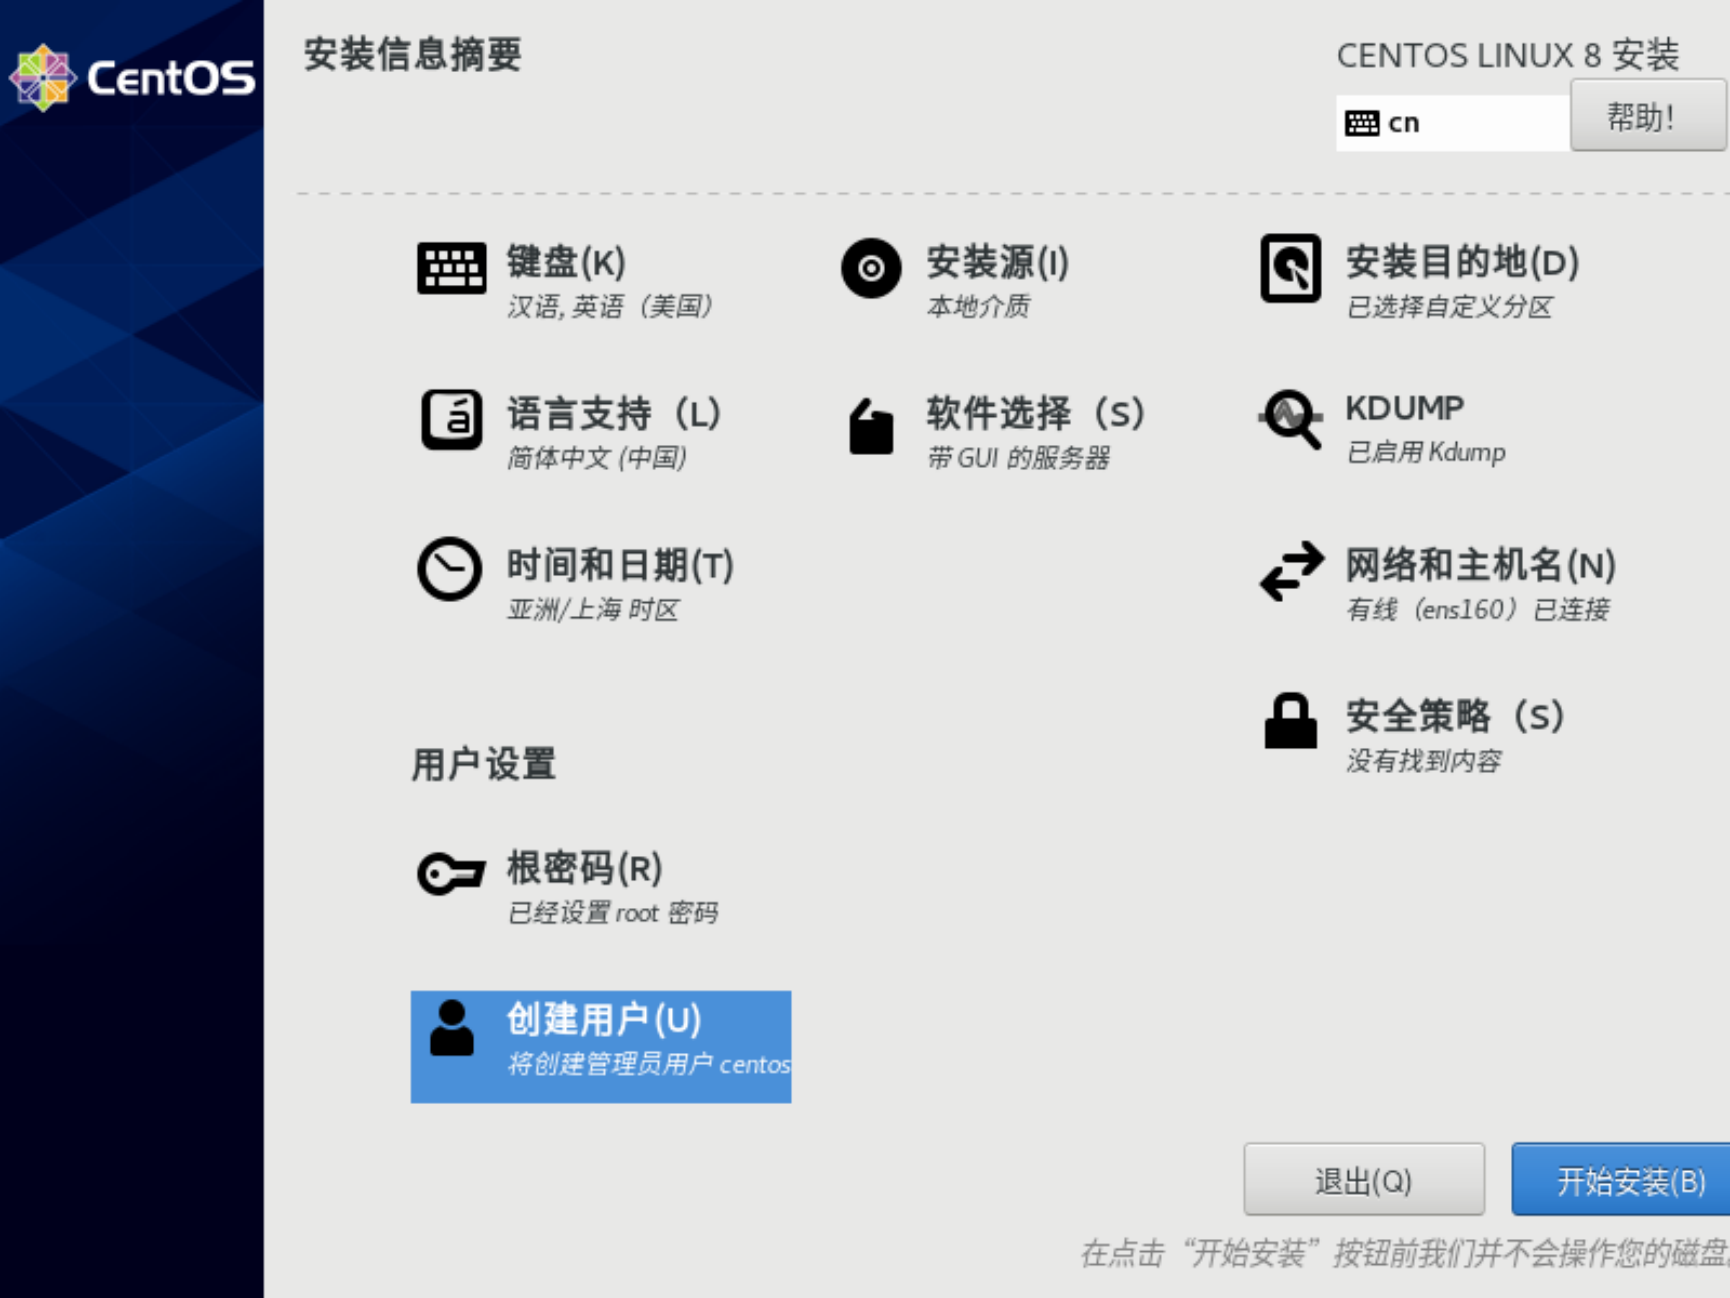 CentOS
安装信息摘要
CENTOS LINUX 8 安装
cn
帮助!
键盘(K)
汉语, 英语（美国）
安装源(I)
本地介质
安装目的地(D)
已选择自定义分区
语言支持（L）
简体中文 (中国)
软件选择（S）
带 GUI 的服务器
KDUMP
已启用 Kdump
时间和日期(T)
亚洲/上海 时区
网络和主机名(N)
有线（ens160）已连接
安全策略（S）
没有找到内容
用户设置
根密码(R)
已经设置 root 密码
创建用户(U)
将创建管理员用户 centos
退出(Q)
开始安装(B)
在点击“开始安装”按钮前我们并不会操作您的磁盘